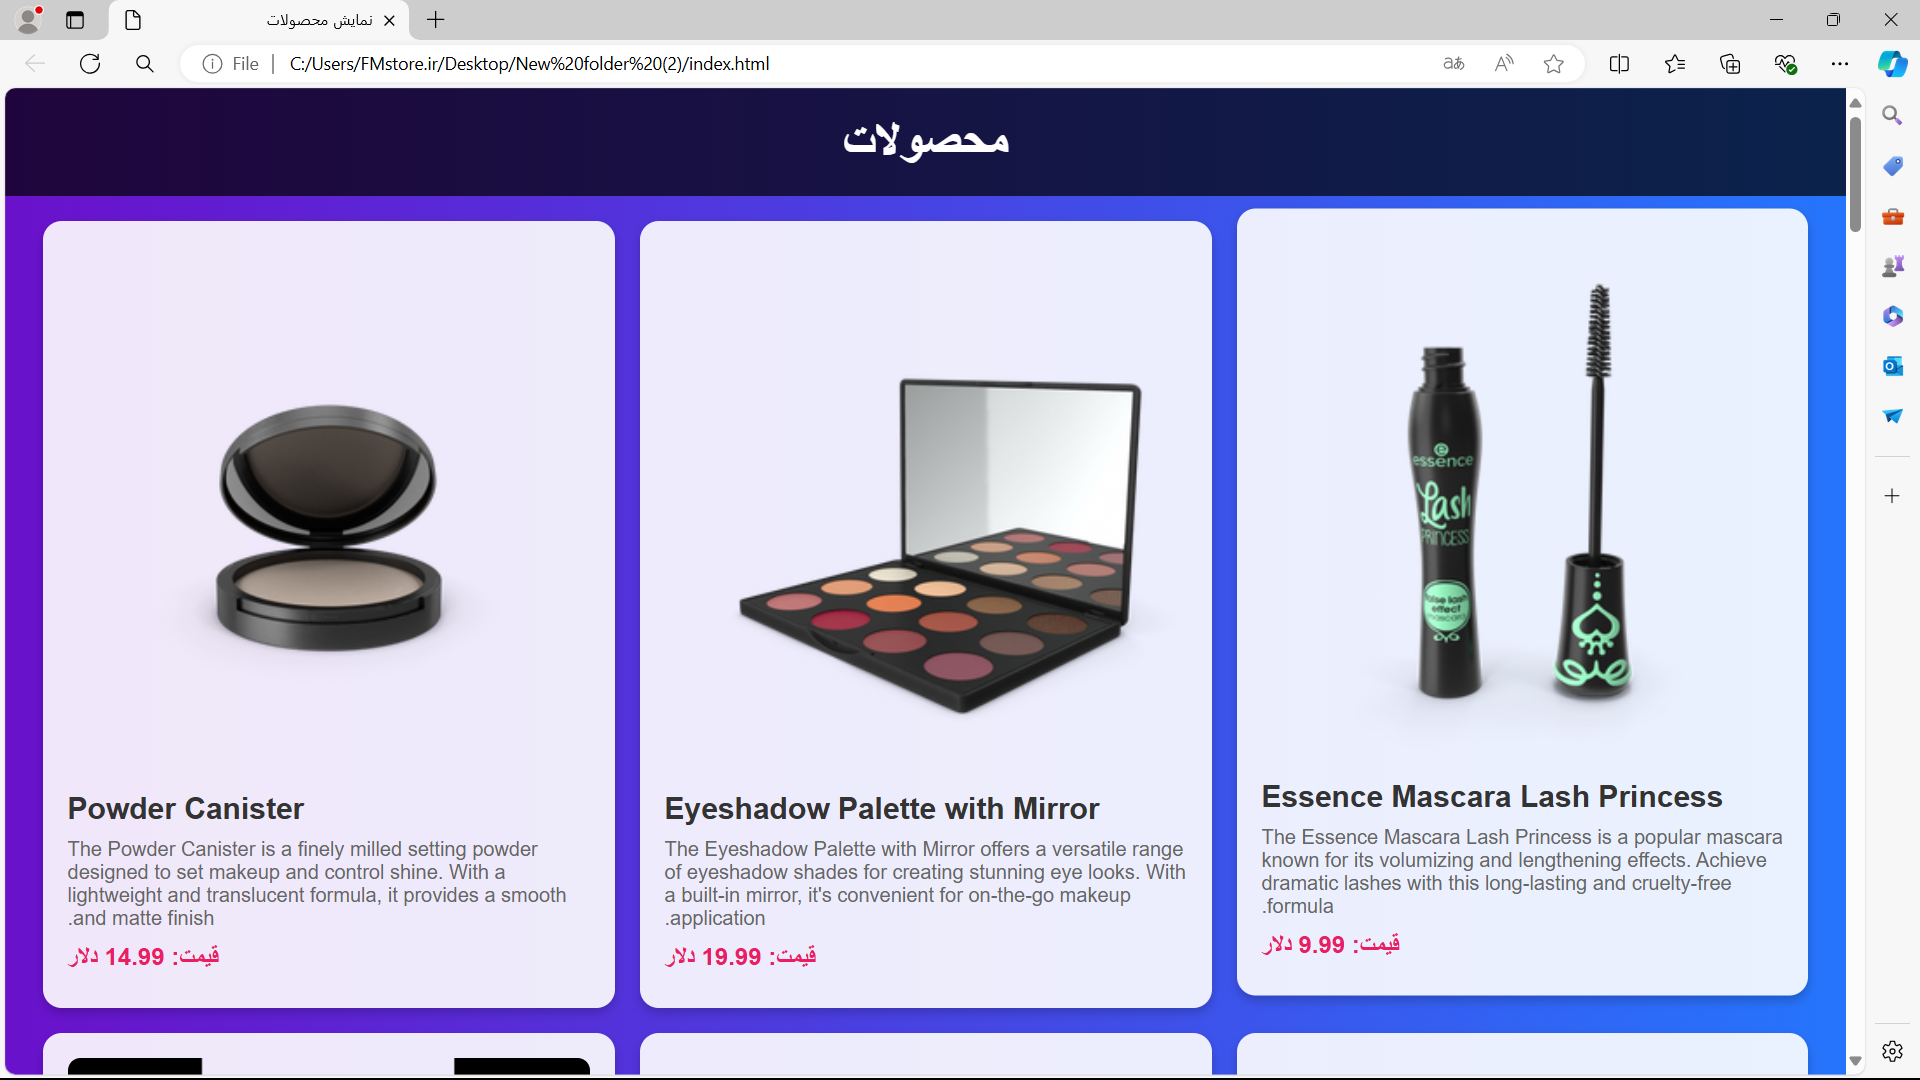 نمایش محصولات
File
C:/Users/FMstore.ir/Desktop/New%20folder%20(2)/index.html
محصولات
essence
Lash
PRINCESS
false lash
effect
mascara
Powder Canister
The Powder Canister is a finely milled setting powder
designed to set makeup and control shine. With a
lightweight and translucent formula, it provides a smooth
.and matte finish
قیمت: 14.99 دلار
Eyeshadow Palette with Mirror
The Eyeshadow Palette with Mirror offers a versatile range
of eyeshadow shades for creating stunning eye looks. With
a built-in mirror, it's convenient for on-the-go makeup
.application
قیمت: 19.99 دلار
Essence Mascara Lash Princess
The Essence Mascara Lash Princess is a popular mascara
known for its volumizing and lengthening effects. Achieve
dramatic lashes with this long-lasting and cruelty-free
.formula
قیمت: 9.99 دلار